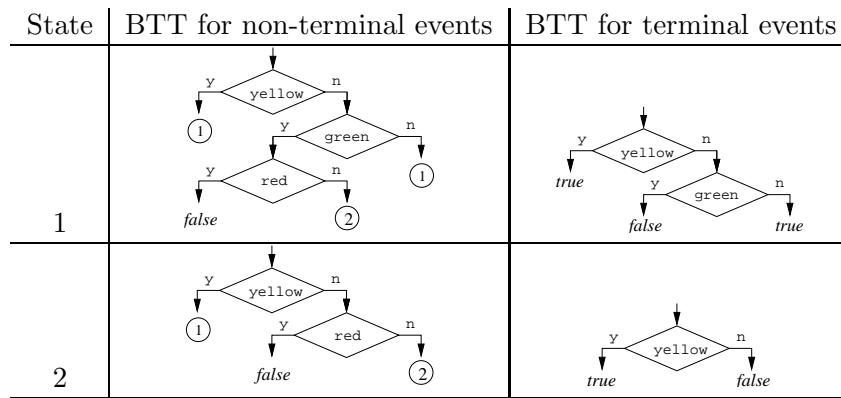 State BTT for non-terminal events BTT for terminal events
y yellow n
1 y green n
y red n 1
false 2
y yellow n
true y green n
false true
1
y yellow n
1 y red n
false 2
y yellow n
true false
2